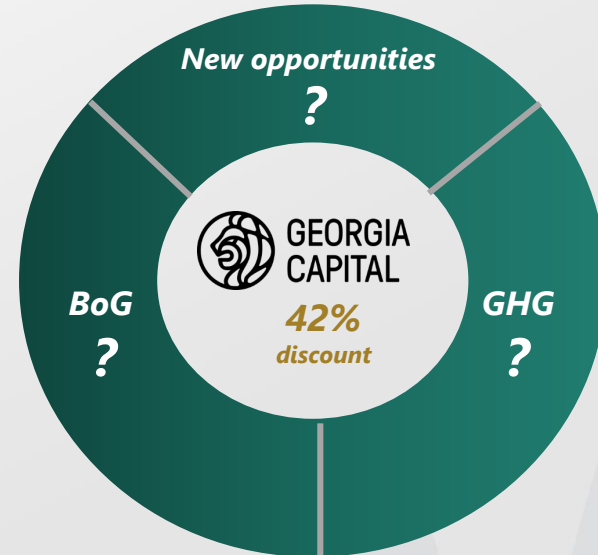 New opportunities
?
GEORGIA
CAPITAL
42%
discount
BoG
?
GHG
?